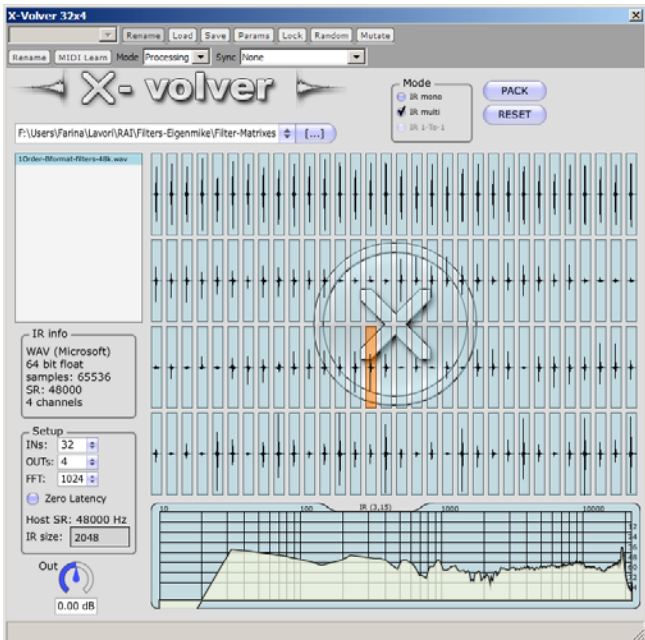 X-Volver 32x4
Rename Load Save Params Lock Random Mutate
Rename MIDI Learn Mode Processing Sync None
X- volver
Mode
IR mono
IR multi
IR 1-To-1
PACK
RESET
F:\Users\Farina\Lavori\RAI\Filters-Eigenmike\Filter-Matrixes [...]
1Order-Bformat-filters-48k.wav
IR info
WAV (Microsoft)
64 bit float
samples: 65536
SR: 48000
4 channels
Setup
INs: 32
OUTs: 4
FFT: 1024
Zero Latency
Host SR: 48000 Hz
IR size: 2048
Out
0.00 dB
10 100 IR (3,15) 1000 10000